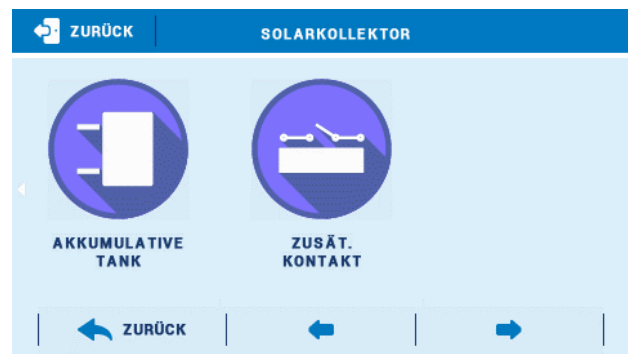 ZURÜCK
SOLARKOLLEKTOR
AKKUMULATIVE
TANK
ZUSÄT.
KONTAKT
ZURÜCK